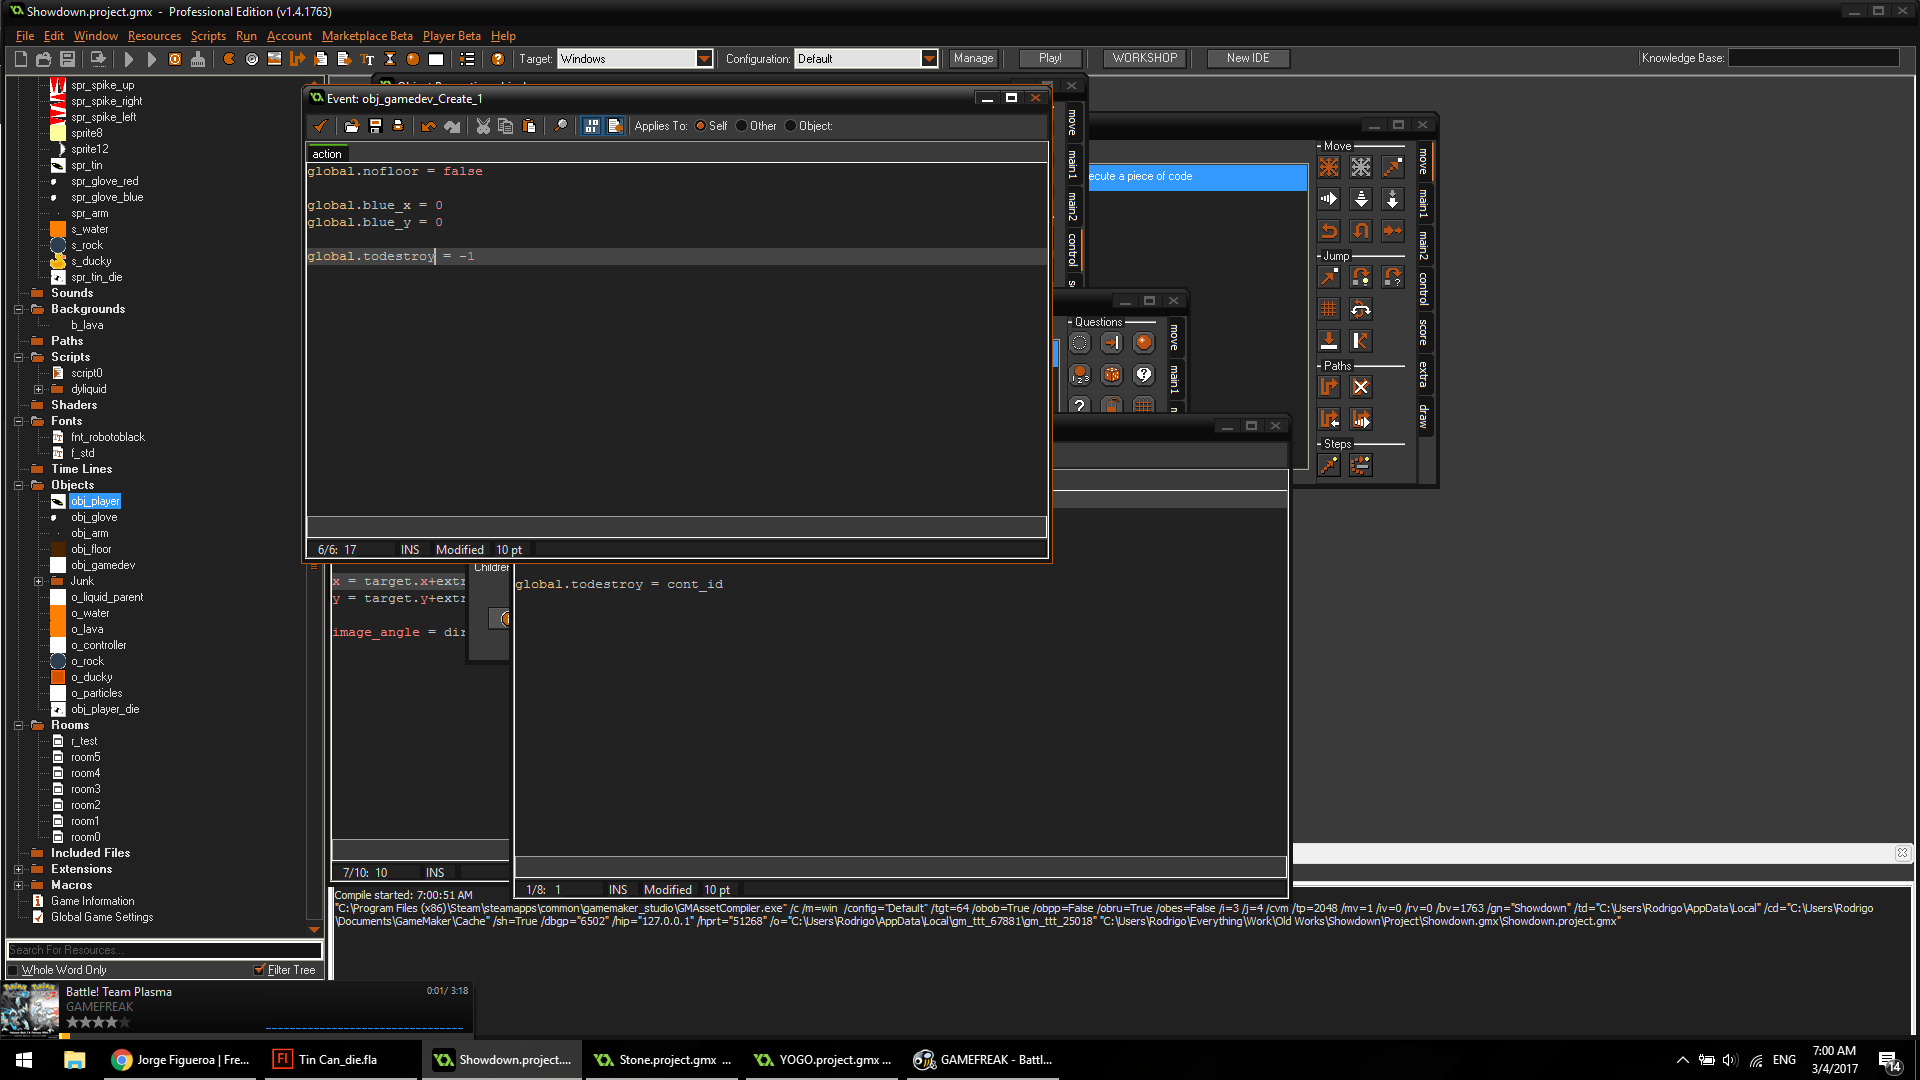 Showdown.project.gmx - Professional Edition (v1.4.1763)
File Edit Window Resources Scripts Run Account Marketplace Beta Player Beta Help
Target: Windows Configuration: Default Manage Play! WORKSHOP New IDE Knowledge Base:
spr_spike_up
spr_spike_right
spr_spike_left
sprite8
sprite12
spr_tin
spr_glove_red
spr_glove_blue
spr_arm
s_water
s_rock
s_ducky
spr_tin_die
Sounds
Backgrounds
b_lava
Paths
Scripts
script0
dyliquid
Shaders
Fonts
fnt_robotoblack
f_std
Time Lines
Objects
obj_player
obj_glove
obj_arm
obj_floor
obj_gamedev
Junk
o_liquid_parent
o_water
o_lava
o_controller
o_rock
o_ducky
o_particles
obj_player_die
Rooms
r_test
room5
room4
room3
room2
room1
room0
Included Files
Extensions
Macros
Game Information
Global Game Settings
Search For Resources...
Whole Word Only Filter Tree
Event: obj_gamedev_Create_1
Applies To: Self Other Object:
action
global.nofloor = false
global.blue_x = 0
global.blue_y = 0
global.todestroy = -1
6/6: 17 INS Modified 10 pt
move
main1
main2
control
ecute a piece of code
Move
Jump
Paths
Steps
move
main1
main2
control
score
extra
draw
Questions
move
main1
Children
x = target.x+extr
y = target.y+extr
image_angle = dir
7/10: 10 INS
global.todestroy = cont_id
1/8: 1 INS Modified 10 pt
Compile started: 7:00:51 AM
"C:\Program Files (x86)\Steam\steamapps\common\gamemaker_studio\GMAssetCompiler.exe" /c /m=win /config="Default" /tgt=64 /obob=True /obpp=False /obru=True /obes=False /i=3 /j=4 /cvm /tp=2048 /mv=1 /iv=0 /rv=0 /bv=1763 /gn="Showdown" /td="C:\Users\Rodrigo\AppData\Local" /cd="C:\Users\Rodrigo
\Documents\GameMaker\Cache" /sh=True /dbgp="6502" /hip="127.0.0.1" /hprt="51268" /o="C:\Users\Rodrigo\AppData\Local\gm_ttt_67881\gm_ttt_25018" "C:\Users\Rodrigo\Everything\Work\Old Works\Showdown\Project\Showdown.gmx\Showdown.project.gmx"
Battle! Team Plasma 0:01/ 3:18
GAMEFREAK
Jorge Figueroa | Fre...
Tin Can_die.fla
Showdown.project....
Stone.project.gmx ...
YOGO.project.gmx ...
GAMEFREAK - Battl...
ENG
7:00 AM
3/4/2017
14